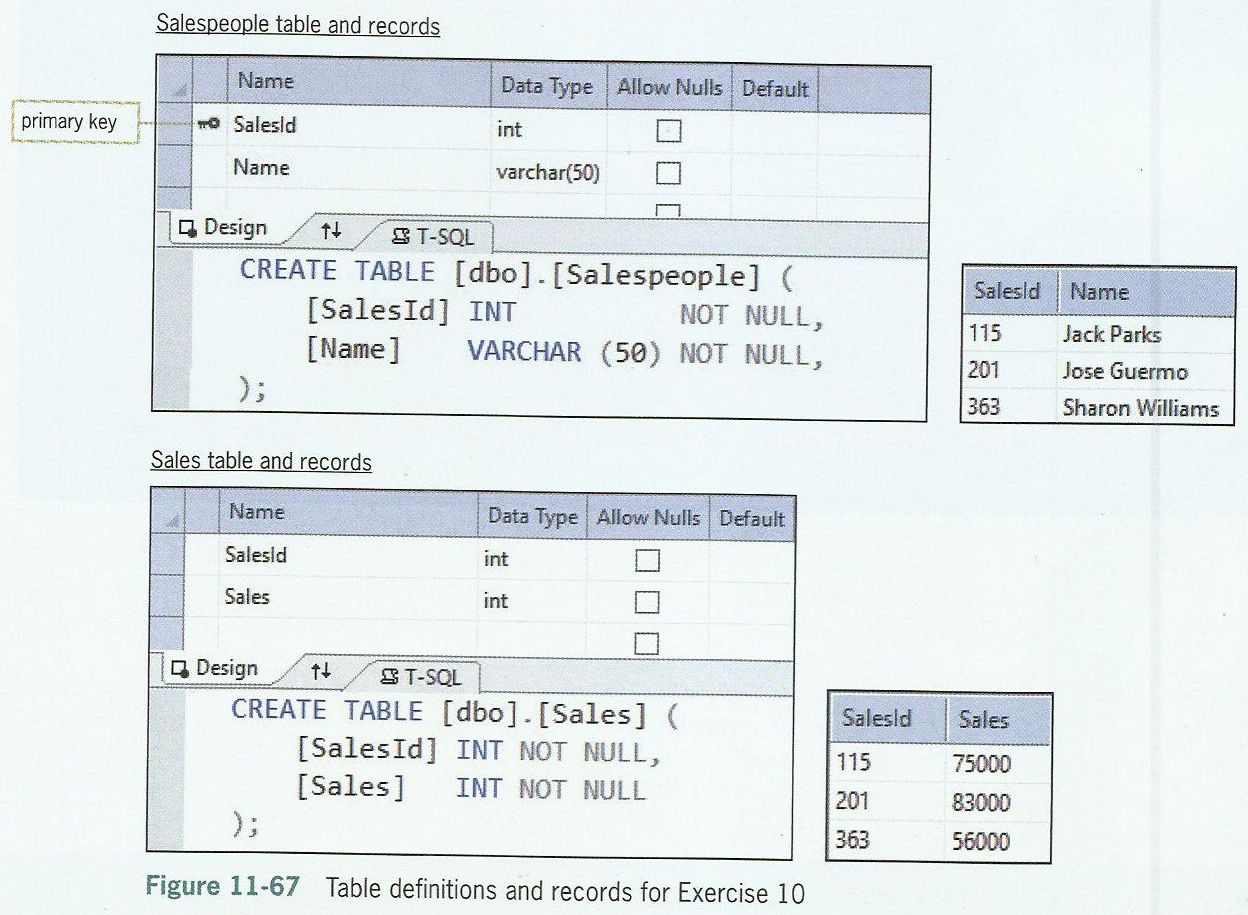 Salespeople table and records
Name Data Type Allow Nulls Default
primary key
SalesId int
Name varchar(50)
Design T-SQL
CREATE TABLE [dbo].[Salespeople] (
[SalesId] INT NOT NULL,
[Name] VARCHAR (50) NOT NULL,
);
SalesId Name
115 Jack Parks
201 Jose Guermo
363 Sharon Williams
Sales table and records
Name Data Type Allow Nulls Default
SalesId int
Sales int
Design T-SQL
CREATE TABLE [dbo].[Sales] (
[SalesId] INT NOT NULL,
[Sales] INT NOT NULL
);
SalesId Sales
115 75000
201 83000
363 56000
Figure 11-67 Table definitions and records for Exercise 10